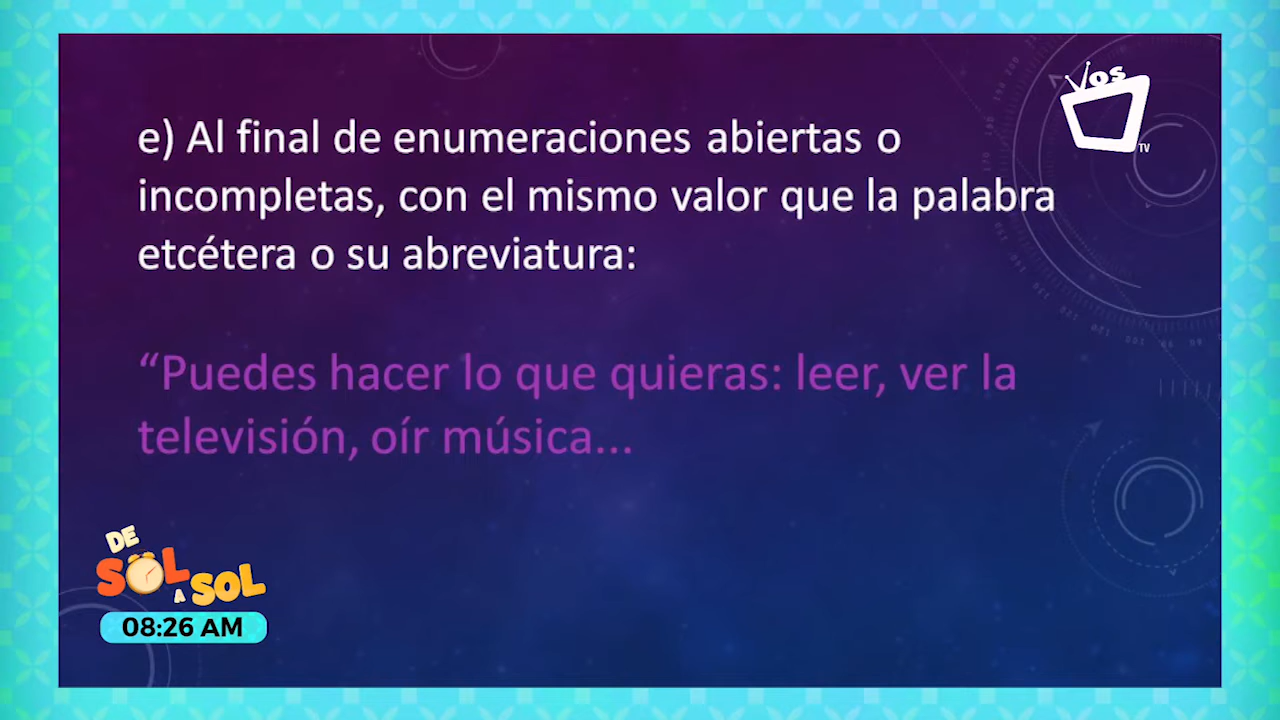 VOS
TV
e) Al final de enumeraciones abiertas o
incompletas, con el mismo valor que la palabra
etcétera o su abreviatura:
“Puedes hacer lo que quieras: leer, ver la
televisión, oír música...
DE
SOL
A SOL
08:26 AM